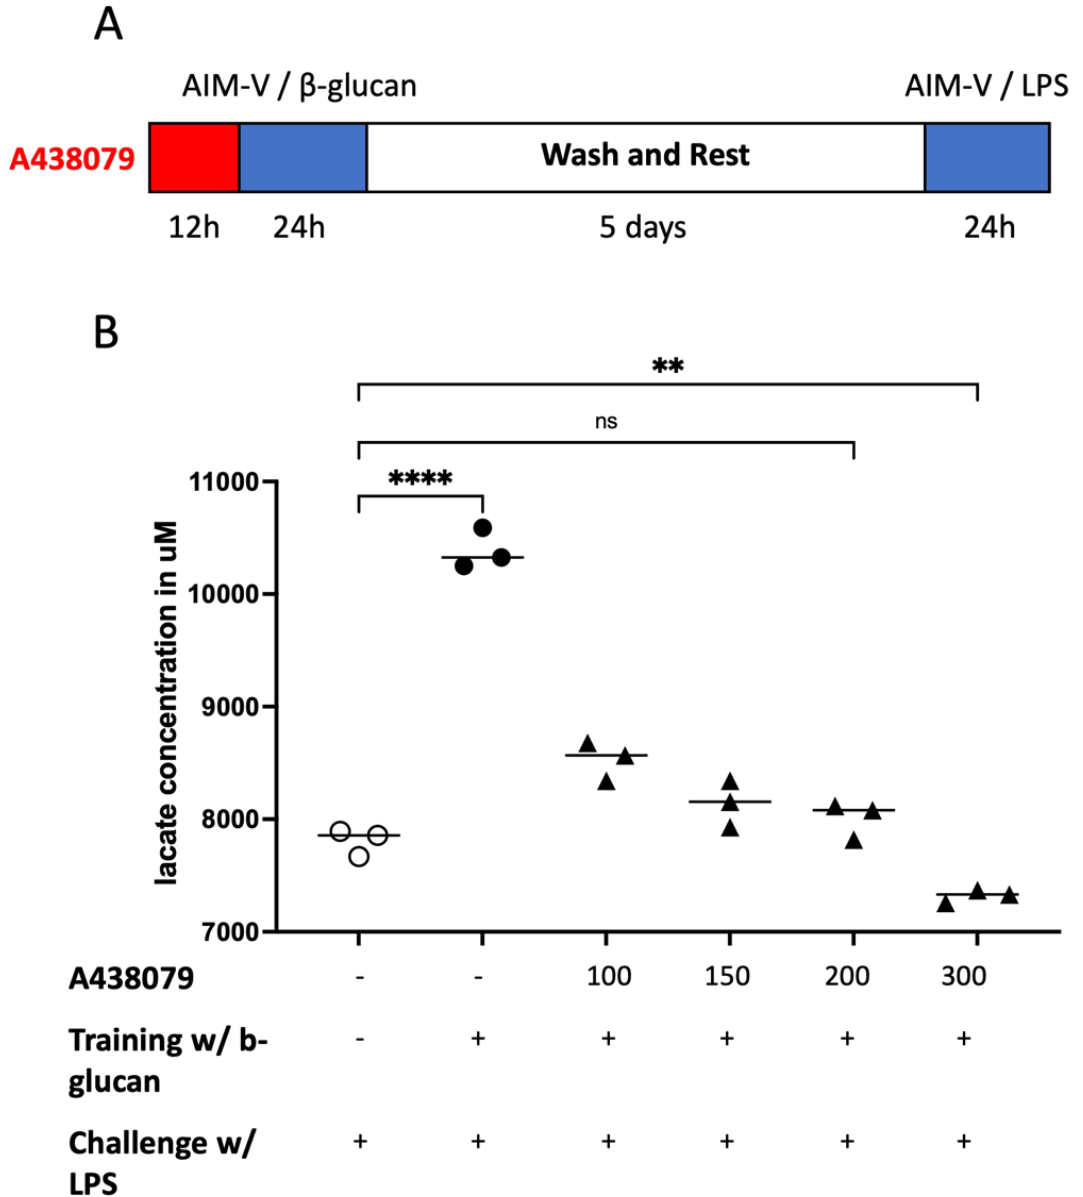 A
AIM-V / β-glucan
AIM-V / LPS
A438079
Wash and Rest
12h
24h
5 days
24h
B
**
ns
****
lacate concentration in uM
11000
10000
9000
8000
7000
A438079 - - 100 150 200 300
Training w/ b- - + + + + +
glucan
Challenge w/ + + + + + +
LPS